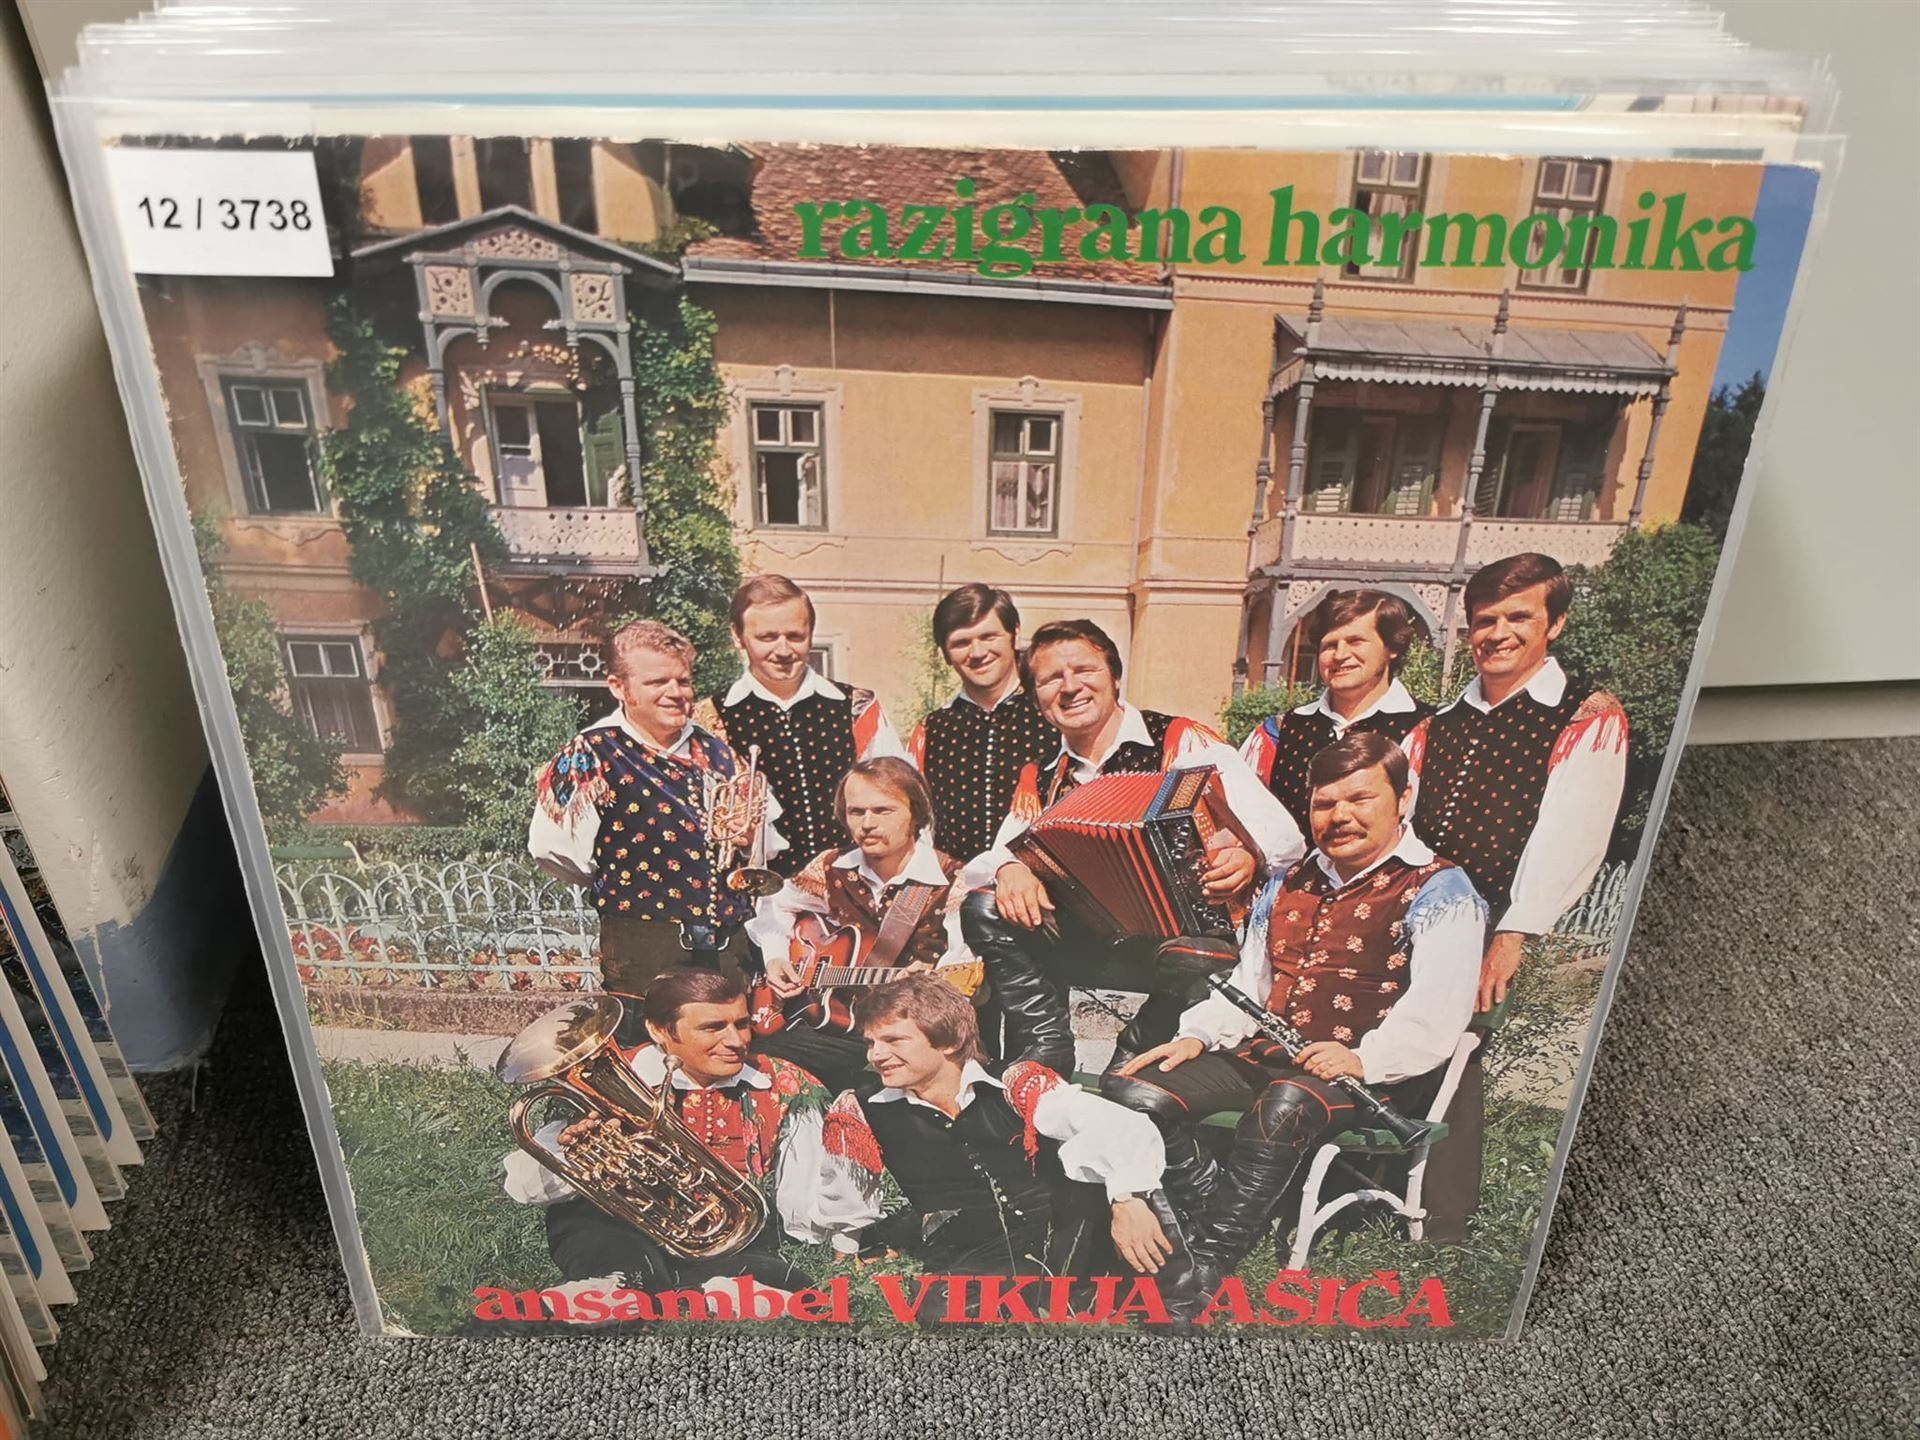 12 / 3738
razigrana harmonika
ansambel VIKIJA AŠIČA